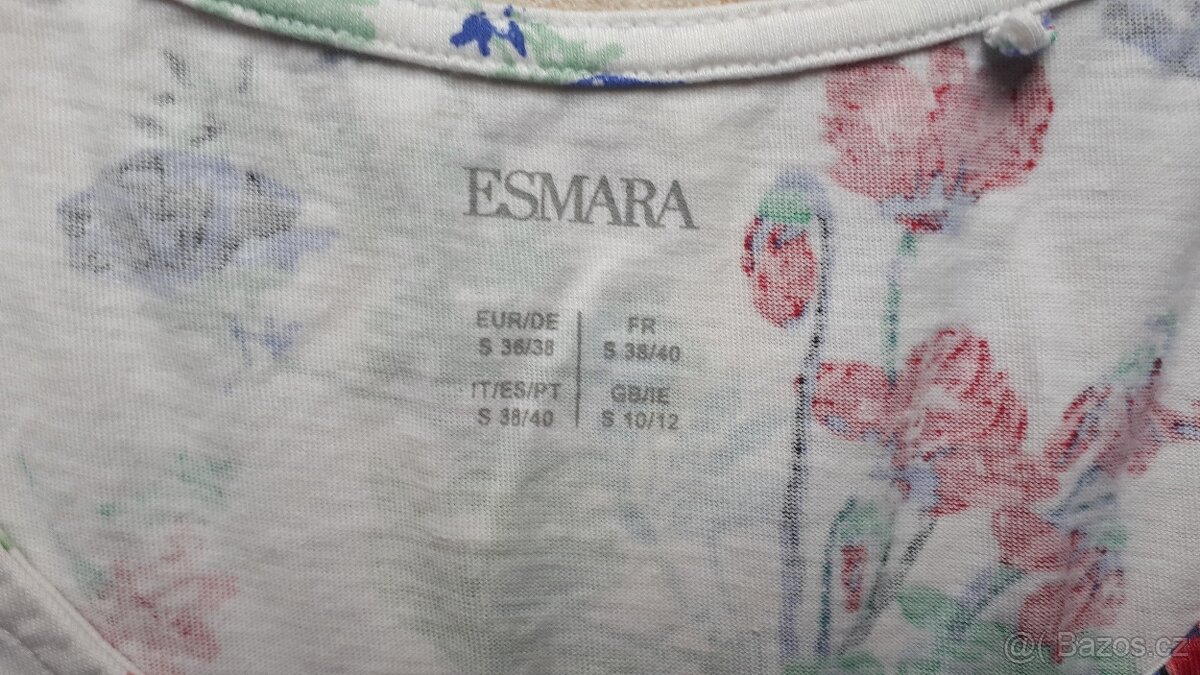 ESMARA
EUR/DE
S 36/38
FR
S 38/40
IT/ES/PT
S 38/40
GB/IE
S 10/12
@Bazos.cz